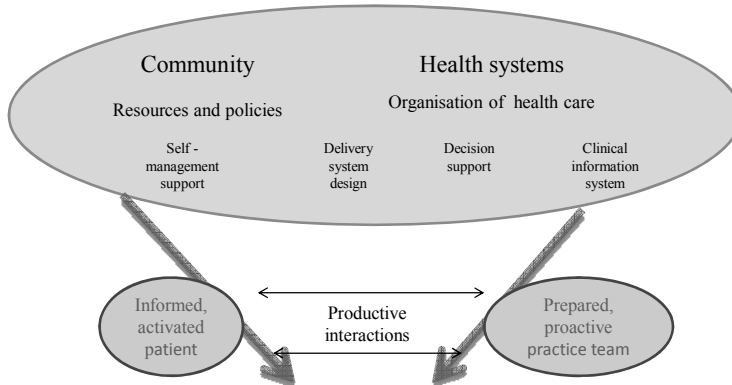 Community
Health systems
Resources and policies
Organisation of health care
Self -
management
support
Delivery
system
design
Decision
support
Clinical
information
system
Informed,
activated
patient
Productive
interactions
Prepared,
proactive
practice team